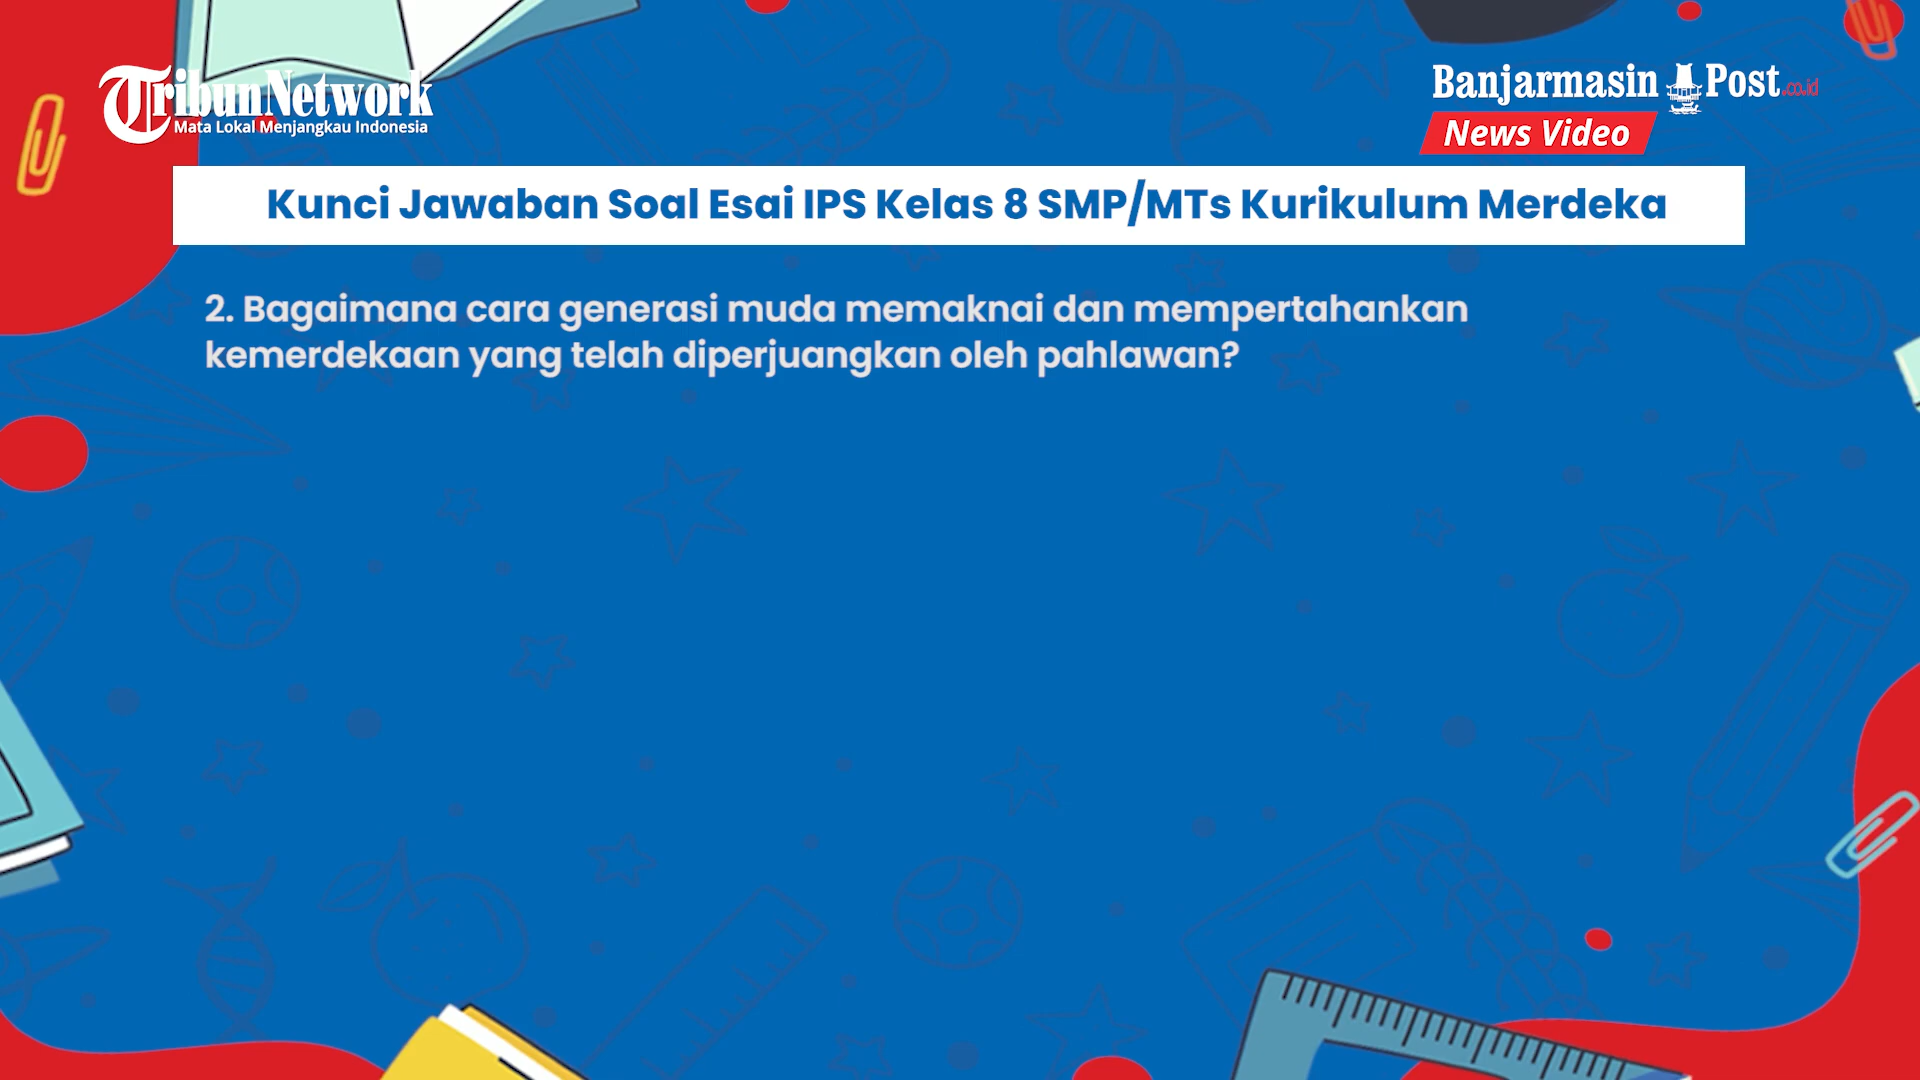 TribunNetwork
Mata Lokal Menjangkau Indonesia
Banjarmasin Post.co.id
News Video
Kunci Jawaban Soal Esai IPS Kelas 8 SMP/MTs Kurikulum Merdeka
2. Bagaimana cara generasi muda memaknai dan mempertahankan
kemerdekaan yang telah diperjuangkan oleh pahlawan?